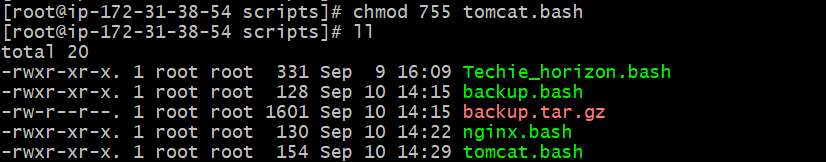 [root@ip-172-31-38-54 scripts]# chmod 755 tomcat.bash
[root@ip-172-31-38-54 scripts]# ll
total 20
-rwxr-xr-x. 1 root root  331 Sep  9 16:09 Techie_horizon.bash
-rwxr-xr-x. 1 root root  128 Sep 10 14:15 backup.bash
-rw-r--r--. 1 root root 1601 Sep 10 14:15 backup.tar.gz
-rwxr-xr-x. 1 root root  130 Sep 10 14:22 nginx.bash
-rwxr-xr-x. 1 root root  154 Sep 10 14:29 tomcat.bash